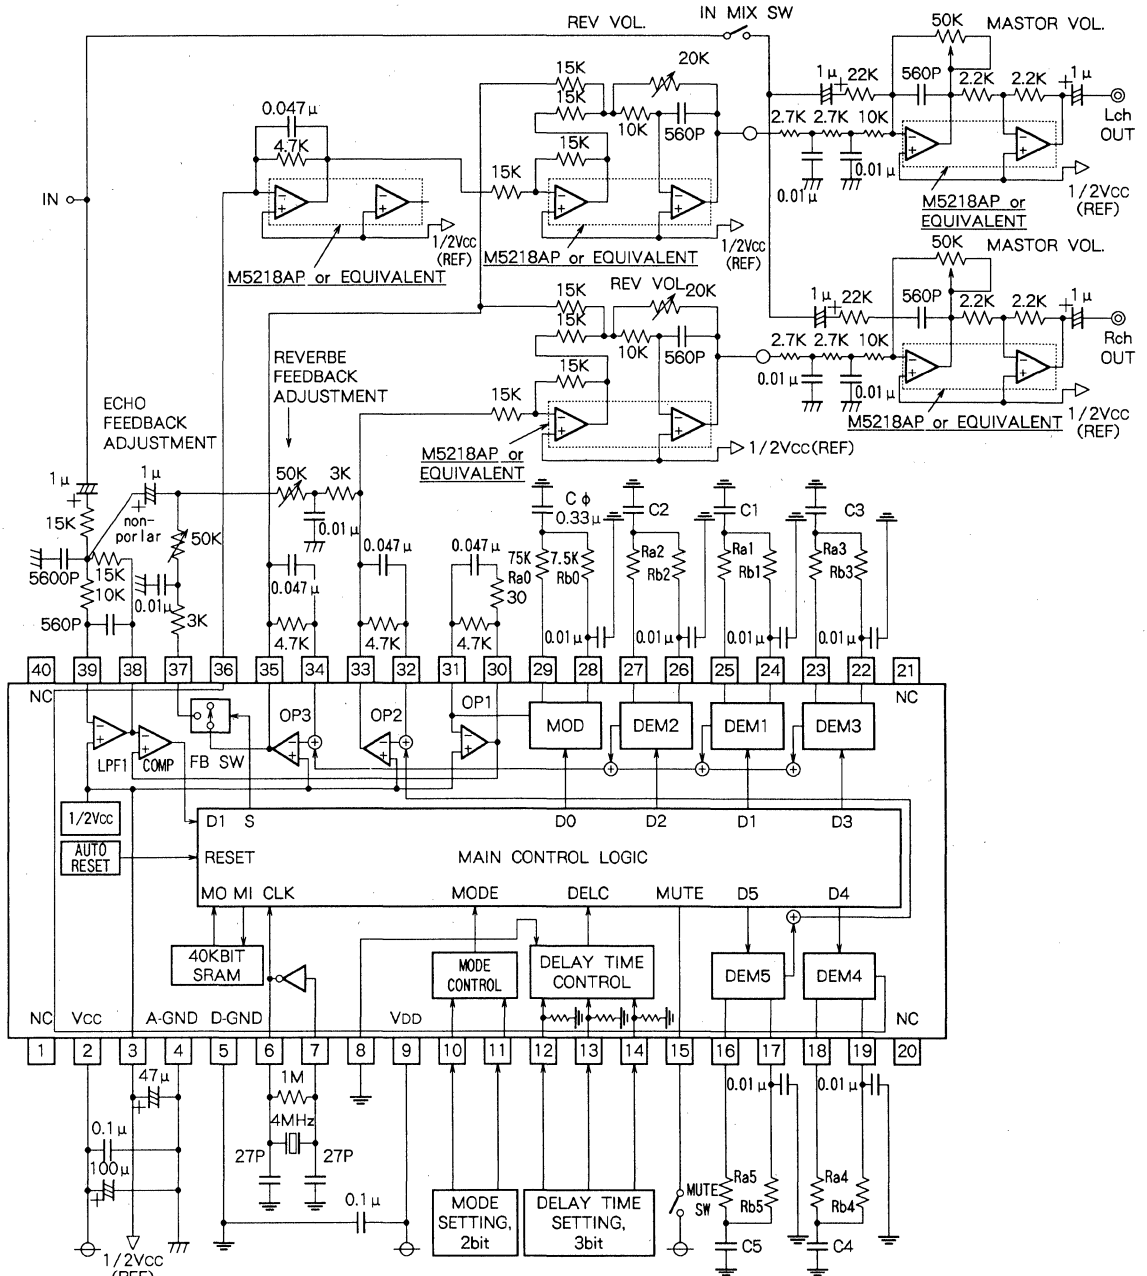 REV VOL.
IN MIX SW
50K
MASTOR VOL.
20K
15K
1μ
+
22K
560P
2.2K
2.2K
+
1μ
Lch
OUT
0.047μ
4.7K
15K
10K
560P
2.7K
2.7K
10K
0.01μ
0.01μ
15K
15K
IN
M5218AP or
EQUIVALENT
1/2VCC
(REF)
1/2VCC
(REF)
1/2VCC
(REF)
M5218AP or EQUIVALENT
M5218AP or EQUIVALENT
50K
MASTOR VOL.
REV VOL.
20K
15K
15K
10K
560P
1μ
+
22K
560P
2.2K
2.2K
+
1μ
Rch
OUT
2.7K
2.7K
10K
0.01μ
0.01μ
15K
15K
REVERBE
FEEDBACK
ADJUSTMENT
ECHO
FEEDBACK
ADJUSTMENT
M5218AP or
EQUIVALENT
1/2VCC(REF)
M5218AP or EQUIVALENT
1/2VCC
(REF)
1μ
+
1μ
+
non-
porlar
50K
3K
0.01μ
15K
50K
5600P
15K
10K
0.01μ
3K
560P
0.047μ
4.7K
0.047μ
4.7K
0.047μ
30
4.7K
Cφ
0.33μ
75K
Ra0
7.5K
Rb0
0.01μ
C2
Ra2
Rb2
0.01μ
C1
Ra1
Rb1
0.01μ
C3
Ra3
Rb3
0.01μ
40 39 38 37 36 35 34 33 32 31 30 29 28 27 26 25 24 23 22 21
NC
NC
LPF1
COMP
FB SW
OP3
OP2
OP1
MOD
DEM2
DEM1
DEM3
1/2VCC
AUTO
RESET
D1 S D0 D2 D1 D3
RESET
MAIN CONTROL LOGIC
MO MI CLK MODE DELC MUTE D5 D4
40KBIT
SRAM
MODE
CONTROL
DELAY TIME
CONTROL
DEM5
DEM4
NC VCC A-GND D-GND VDD NC
1 2 3 4 5 6 7 8 9 10 11 12 13 14 15 16 17 18 19 20
47μ
+
0.1μ
100μ
+
1/2VCC
(REF)
1M
4MHz
27P
27P
0.1μ
MODE
SETTING,
2bit
DELAY TIME
SETTING,
3bit
MUTE
SW
0.01μ
Ra5
Rb5
C5
0.01μ
Ra4
Rb4
C4